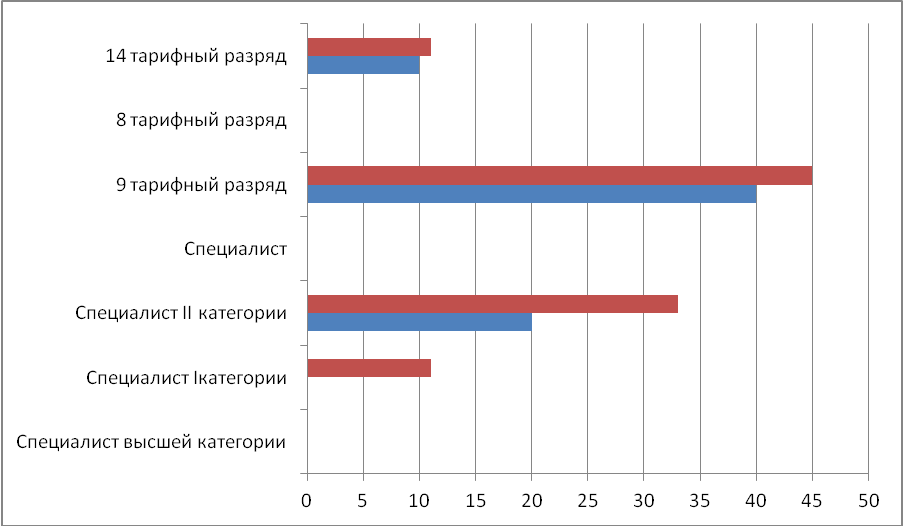 14 тарифный разряд
8 тарифный разряд
9 тарифный разряд
Специалист
Специалист II категории
Специалист Iкатегории
Специалист высшей категории
0 5 10 15 20 25 30 35 40 45 50